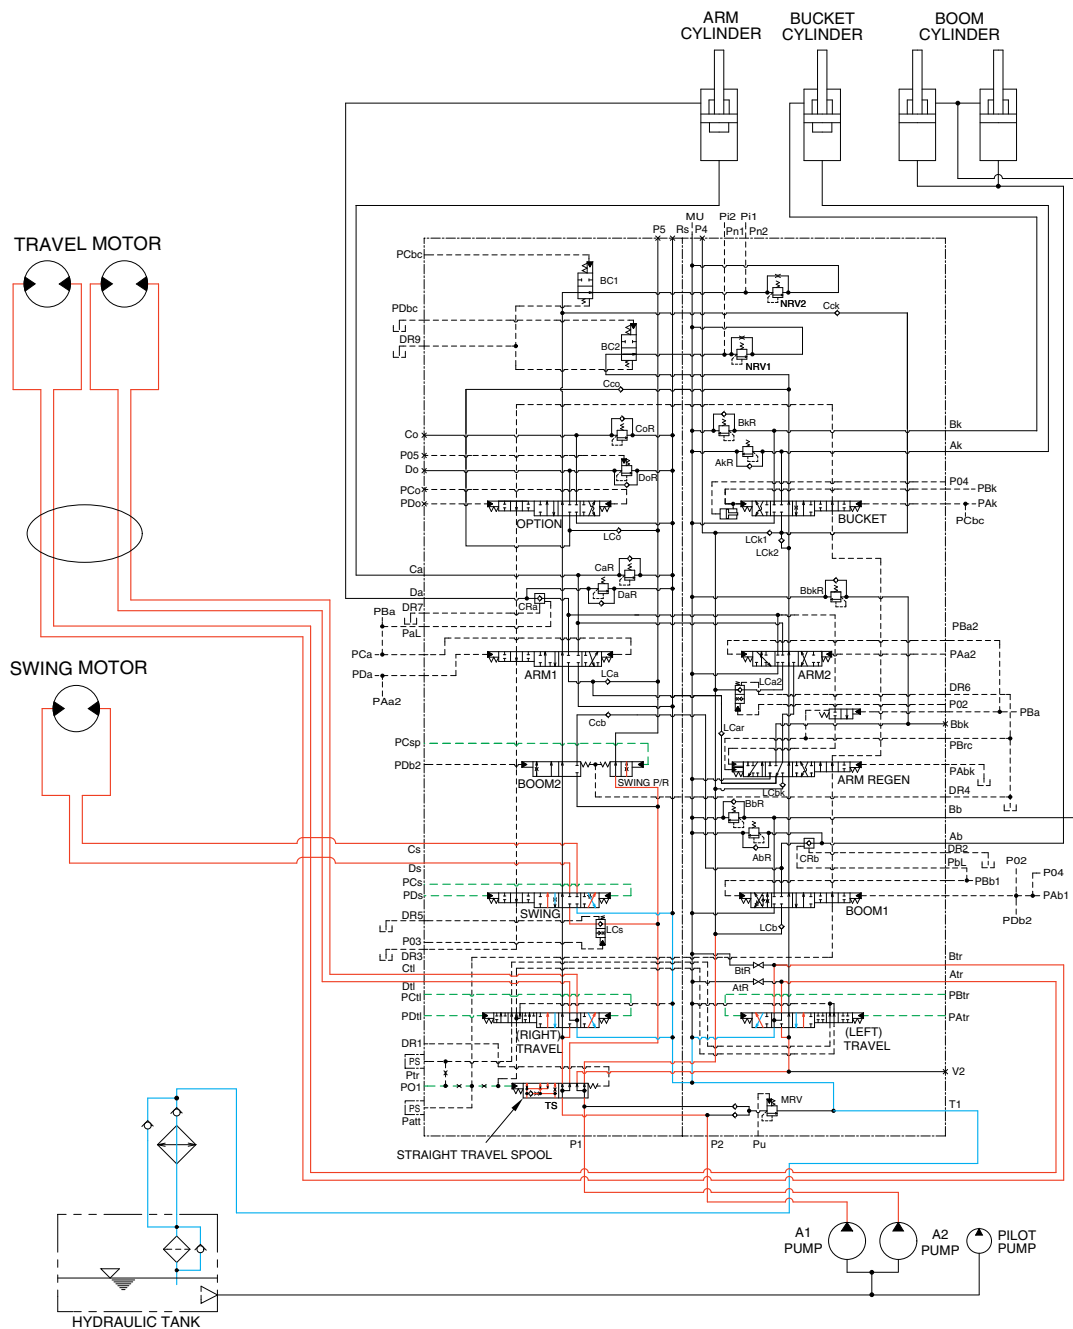 ARM
CYLINDER
BUCKET
CYLINDER
BOOM
CYLINDER
TRAVEL MOTOR
SWING MOTOR
P5
Rs
MU
P4
Pi2
Pn1
Pi1
Pn2
PCbc
BC1
NRV2
Cck
PDbc
DR9
BC2
NRV1
Cco
Co
CoR
BkR
Bk
P05
Do
DoR
AkR
Ak
PCo
PDo
OPTION
LCo
P04
PBk
PAk
PCbc
BUCKET
LCk1
LCk2
Ca
CaR
Da
DaR
CRa
BbkR
PBa
DR7
PaL
PCa
PDa
PAa2
ARM1
LCa
PBa2
PAa2
ARM2
LCa2
DR6
P02
PBa
Ccb
LCar
Bbk
PCsp
PDb2
BOOM2
SWING P/R
PBrc
PAbk
ARM REGEN
LCbk
DR4
BbR
Bb
AbR
CRb
Ab
DR2
PbL
P02
P04
PBb1
PAb1
PDb2
Cs
Ds
PCs
PDs
SWING
BOOM1
DR5
P03
DR3
LCs
LCb
Ctl
Dtl
BtR
AtR
Btr
Atr
PCtl
PDtl
(RIGHT)
TRAVEL
PBtr
PAtr
(LEFT)
TRAVEL
DR1
PS
Ptr
PO1
PS
Patt
TS
V2
MRV
T1
P1
P2
Pu
STRAIGHT TRAVEL SPOOL
A1
PUMP
A2
PUMP
PILOT
PUMP
HYDRAULIC TANK